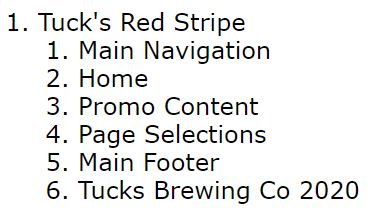 1. Tuck's Red Stripe
1. Main Navigation
2. Home
3. Promo Content
4. Page Selections
5. Main Footer
6. Tucks Brewing Co 2020